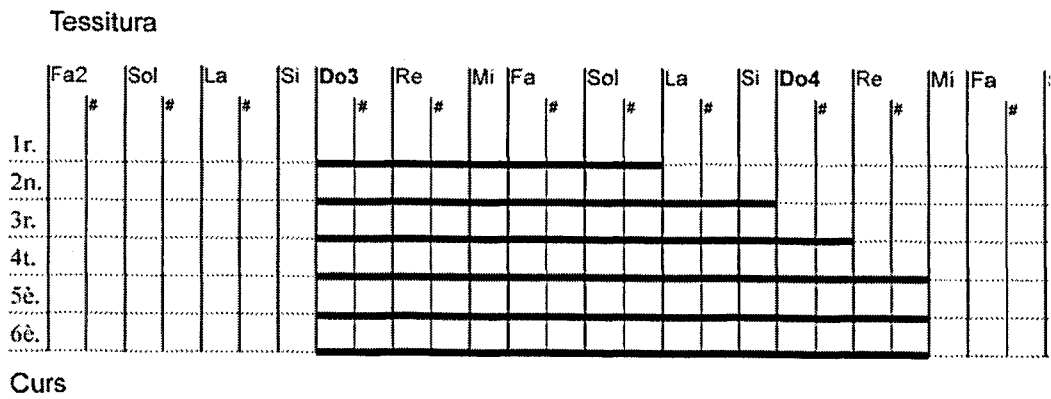 Tessitura
Fa2 Sol La Si Do3 Re Mi Fa Sol La Si Do4 Re Mi Fa
# # # # # # # # # # # #
1r.
2n.
3r.
4t.
5è.
6è.
Curs